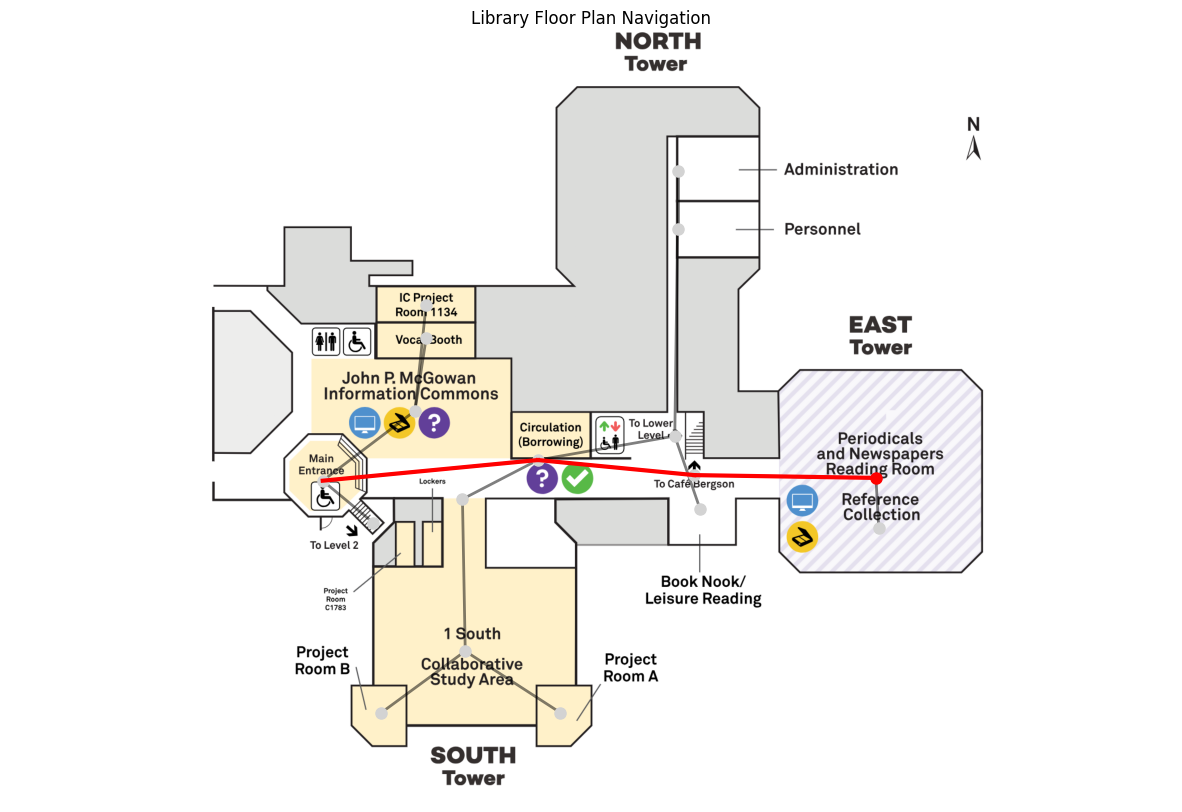 Library Floor Plan Navigation
NORTH
Tower
N
Administration
Personnel
IC Project
Room 1134
Vocal Booth
EAST
Tower
John P. McGowan
Information Commons
?
Circulation
(Borrowing)
To Lower
Level
Periodicals
and Newspapers
Reading Room
Main
Entrance
?
Lockers
To Café Bergson
Reference
Collection
To Level 2
Project
Room
C1783
Book Nook/
Leisure Reading
1 South
Collaborative
Study Area
Project
Room B
Project
Room A
SOUTH
Tower